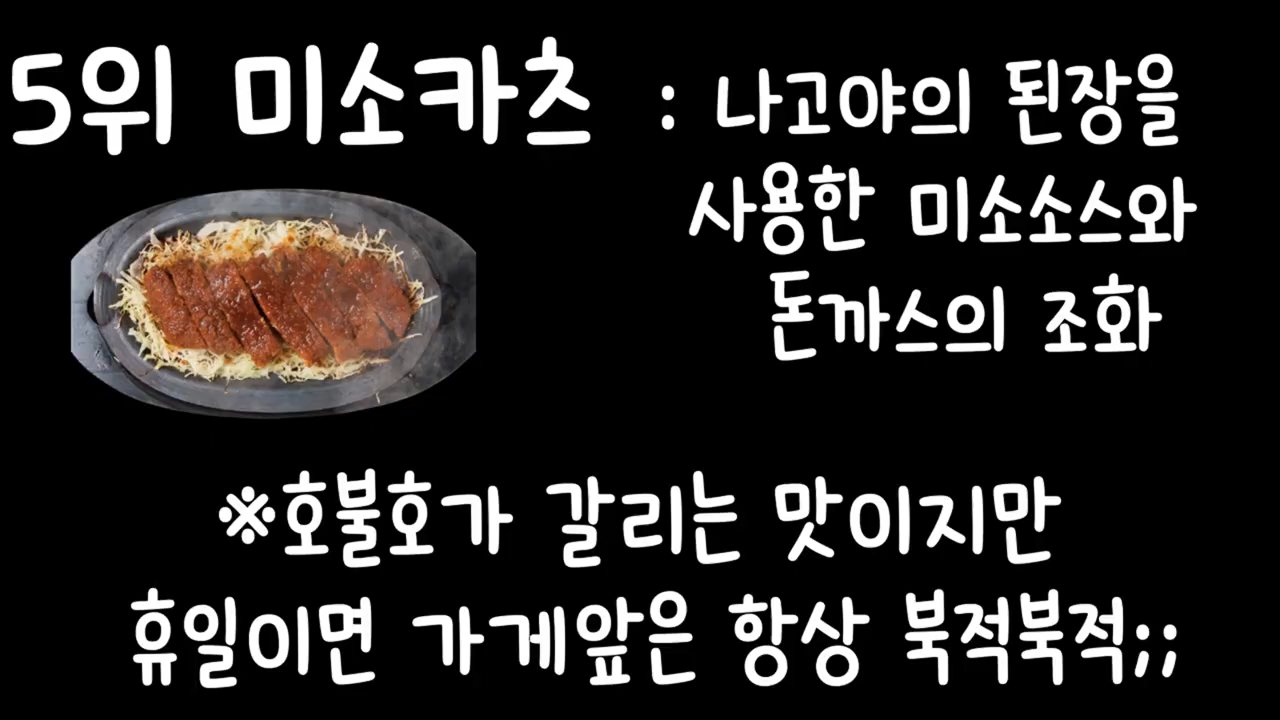 5위 미소카츠 : 나고야의 된장을
사용한 미소소스와
돈까스의 조화
※호불호가 갈리는 맛이지만
휴일이면 가게앞은 항상 북적북적;;